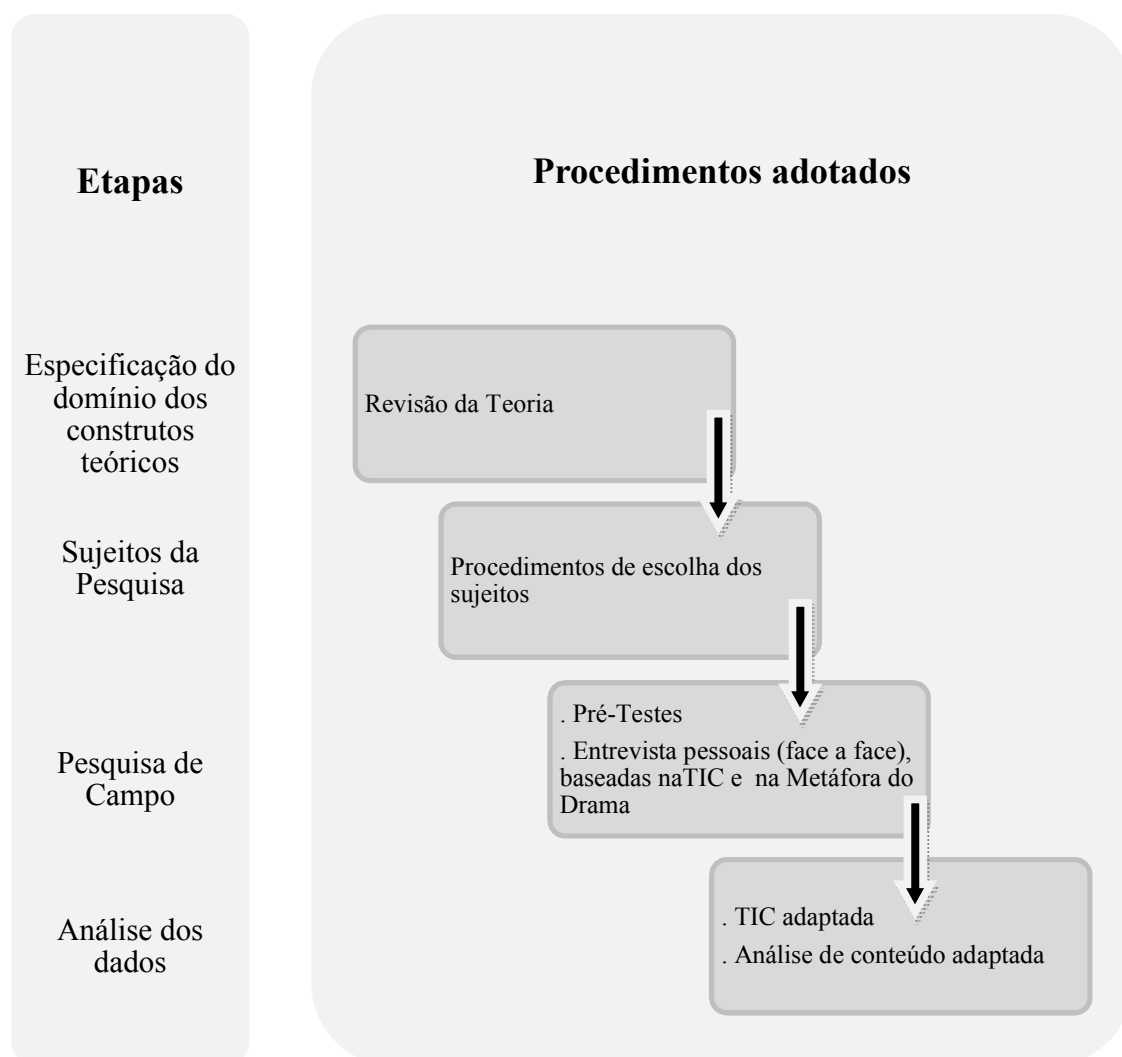 Etapas
Procedimentos adotados
Especificação do
domínio dos
construtos
teóricos
Revisão da Teoria
Sujeitos da
Pesquisa
Procedimentos de escolha dos
sujeitos
Pesquisa de
Campo
. Pré-Testes
. Entrevista pessoais (face a face),
baseadas naTIC e na Metáfora do
Drama
Análise dos
dados
. TIC adaptada
. Análise de conteúdo adaptada